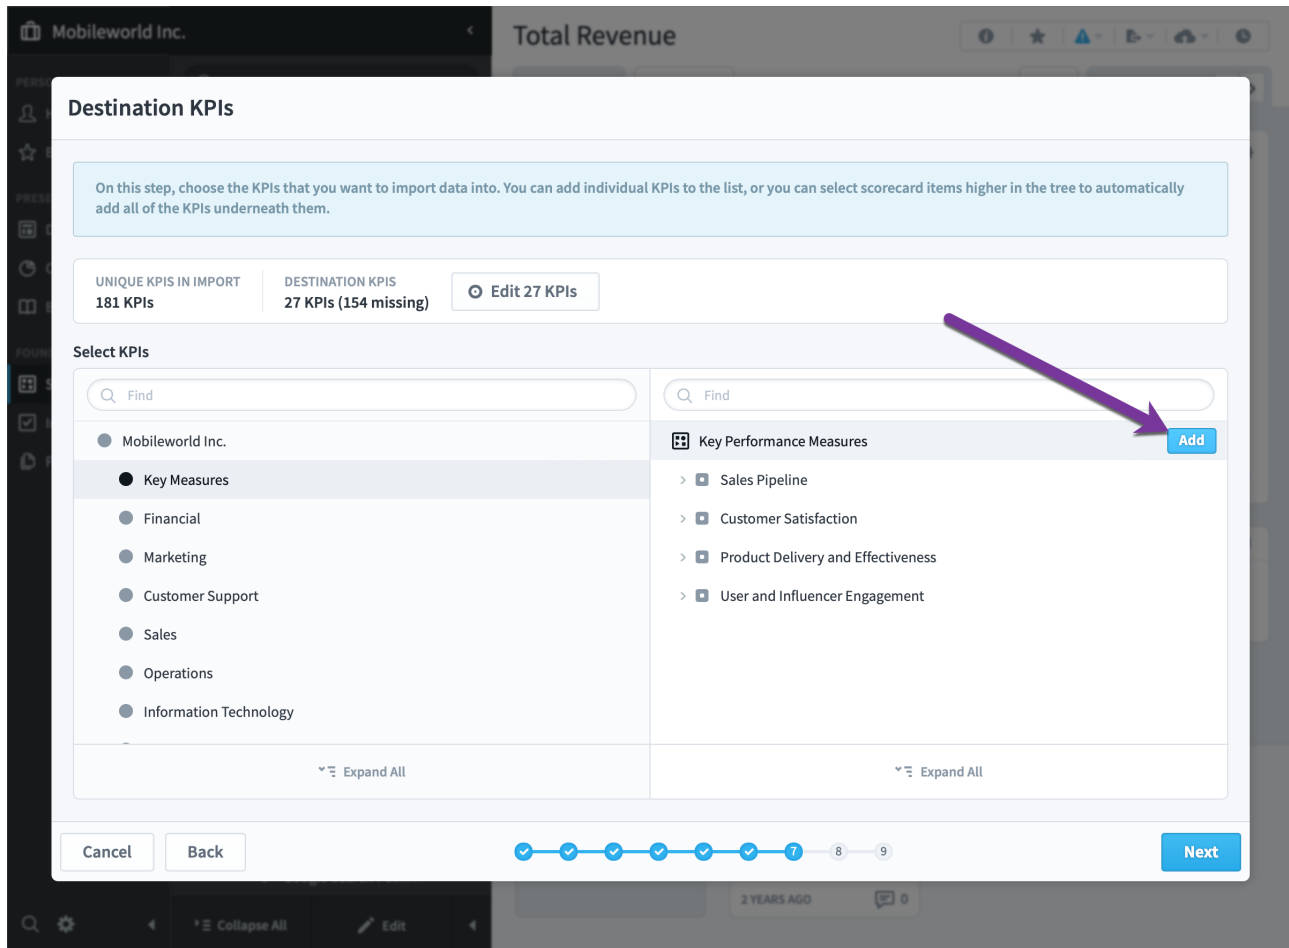 Mobileworld Inc.
Total Revenue
Destination KPIs
On this step, choose the KPIs that you want to import data into. You can add individual KPIs to the list, or you can select scorecard items higher in the tree to automatically
add all of the KPIs underneath them.
UNIQUE KPIS IN IMPORT
181 KPIs
DESTINATION KPIS
27 KPIs (154 missing)
Edit 27 KPIs
Select KPIs
Find
Find
Mobileworld Inc.
Key Measures
Financial
Marketing
Customer Support
Sales
Operations
Information Technology
Key Performance Measures
Add
Sales Pipeline
Customer Satisfaction
Product Delivery and Effectiveness
User and Influencer Engagement
Expand All
Expand All
Cancel
Back
7
8
9
Next
2 YEARS AGO
0
Collapse All
Edit